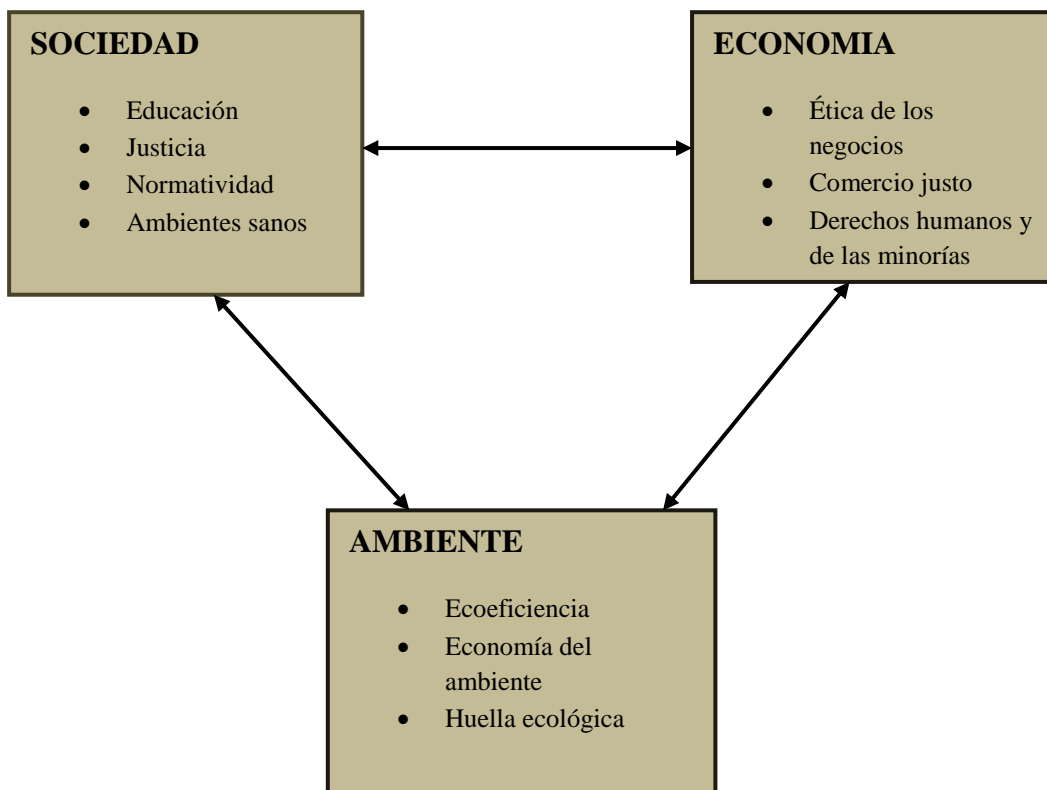 SOCIEDAD
• Educación
• Justicia
• Normatividad
• Ambientes sanos
ECONOMIA
• Ética de los
negocios
• Comercio justo
• Derechos humanos y
de las minorías
AMBIENTE
• Ecoeficiencia
• Economía del
ambiente
• Huella ecológica